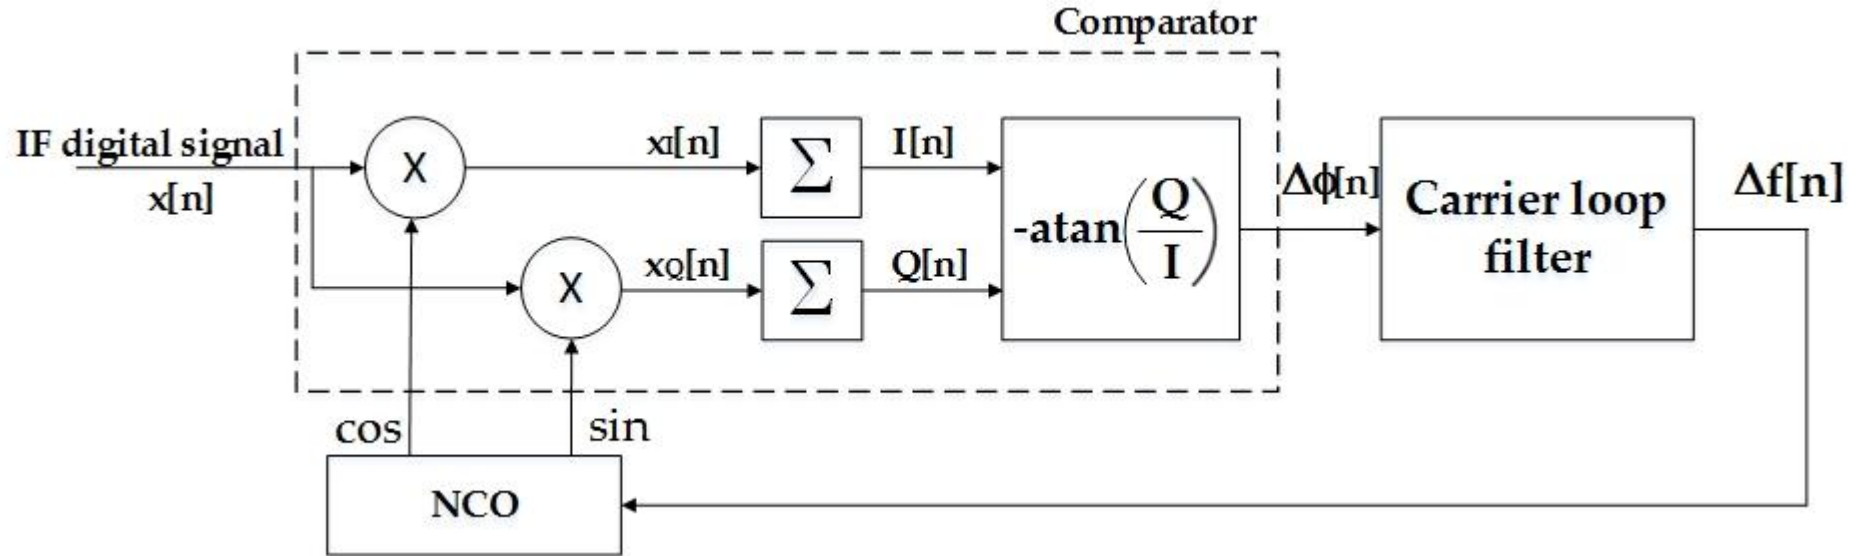 Comparator
IF digital signal
x[n]
X
xI[n]
Σ
I[n]
X
xQ[n]
Σ
Q[n]
-atan(Q/I)
Δϕ[n]
Carrier loop
filter
Δf[n]
cos
sin
NCO